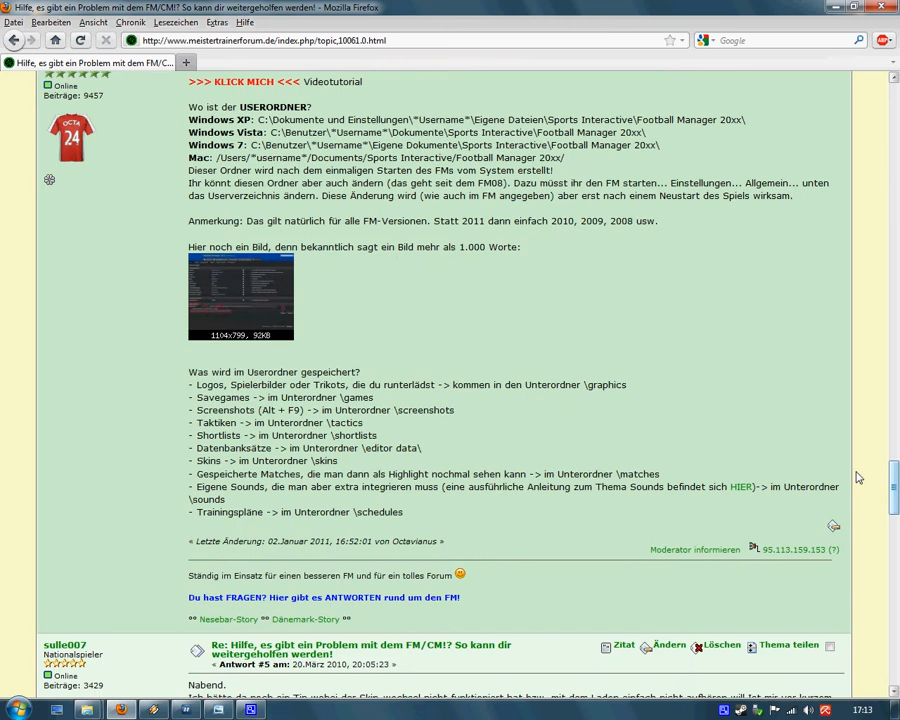 Hilfe, es gibt ein Problem mit dem FM/CM!? So kann dir weitergeholfen werden! - Mozilla Firefox
Datei Bearbeiten Ansicht Chronik Lesezeichen Extras Hilfe
http://www.meistertrainerforum.de/index.php/topic,10061.0.html
Google
Hilfe, es gibt ein Problem mit dem FM/C...
Online
Beiträge: 9457
OCTA
24
>>> KLICK MICH <<< Videotutorial
Wo ist der USERORDNER?
Windows XP: C:\Dokumente und Einstellungen\*Username*\Eigene Dateien\Sports Interactive\Football Manager 20xx\
Windows Vista: C:\Benutzer\*Username*\Dokumente\Sports Interactive\Football Manager 20xx\
Windows 7: C:\Benutzer\*Username*\Eigene Dokumente\Sports Interactive\Football Manager 20xx\
Mac: /Users/*username*/Documents/Sports Interactive/Football Manager 20xx/
Dieser Ordner wird nach dem einmaligen Starten des FMs vom System erstellt!
Ihr könnt diesen Ordner aber auch ändern (das geht seit dem FM08). Dazu müsst ihr den FM starten... Einstellungen... Allgemein... unten
das Userverzeichnis ändern. Diese Änderung wird (wie auch im FM angegeben) aber erst nach einem Neustart des Spiels wirksam.
Anmerkung: Das gilt natürlich für alle FM-Versionen. Statt 2011 dann einfach 2010, 2009, 2008 usw.
Hier noch ein Bild, denn bekanntlich sagt ein Bild mehr als 1.000 Worte:
1104x799, 92KB
Was wird im Userordner gespeichert?
- Logos, Spielerbilder oder Trikots, die du runterlädst -> kommen in den Unterordner \graphics
- Savegames -> im Unterordner \games
- Screenshots (Alt + F9) -> im Unterordner \screenshots
- Taktiken -> im Unterordner \tactics
- Shortlists -> im Unterordner \shortlists
- Datenbanksätze -> im Unterordner \editor data\
- Skins -> im Unterordner \skins
- Gespeicherte Matches, die man dann als Highlight nochmal sehen kann -> im Unterordner \matches
- Eigene Sounds, die man aber extra integrieren muss (eine ausführliche Anleitung zum Thema Sounds befindet sich HIER)-> im Unterordner
\sounds
- Trainingspläne -> im Unterordner \schedules
« Letzte Änderung: 02.Januar 2011, 16:52:01 von Octavianus »
Moderator informieren 95.113.159.153 (?)
Ständig im Einsatz für einen besseren FM und für ein tolles Forum
Du hast FRAGEN? Hier gibt es ANTWORTEN rund um den FM!
°° Nesebar-Story °° Dänemark-Story °°
sulle007
Nationalspieler
Online
Beiträge: 3429
Re: Hilfe, es gibt ein Problem mit dem FM/CM!? So kann dir
weitergeholfen werden!
« Antwort #5 am: 20.März 2010, 20:05:23 »
Zitat Ändern Löschen Thema teilen
Nabend.
17:13